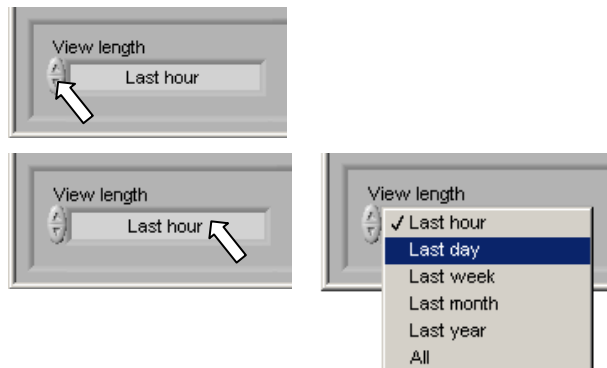 View length
Last hour
View length
Last hour
View length
✓ Last hour
Last day
Last week
Last month
Last year
All